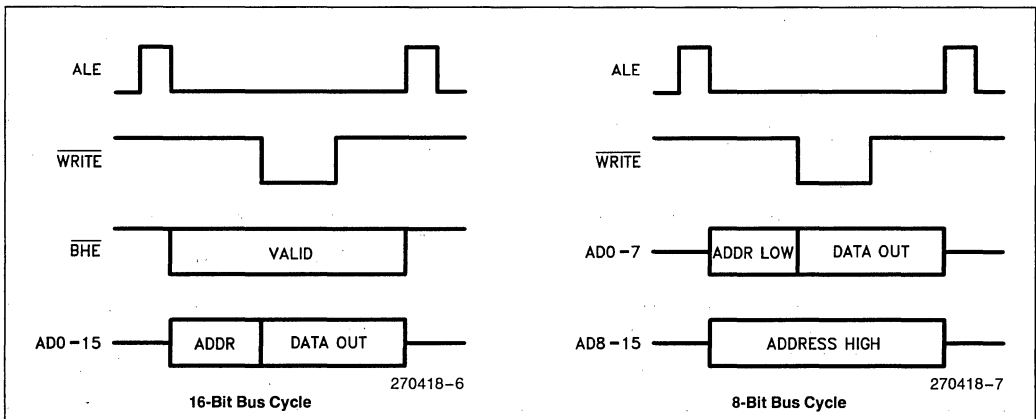 ALE
WRITE
BHE
VALID
AD0-15
ADDR
DATA OUT
270418-6
16-Bit Bus Cycle
ALE
WRITE
AD0-7
ADDR LOW
DATA OUT
AD8-15
ADDRESS HIGH
270418-7
8-Bit Bus Cycle